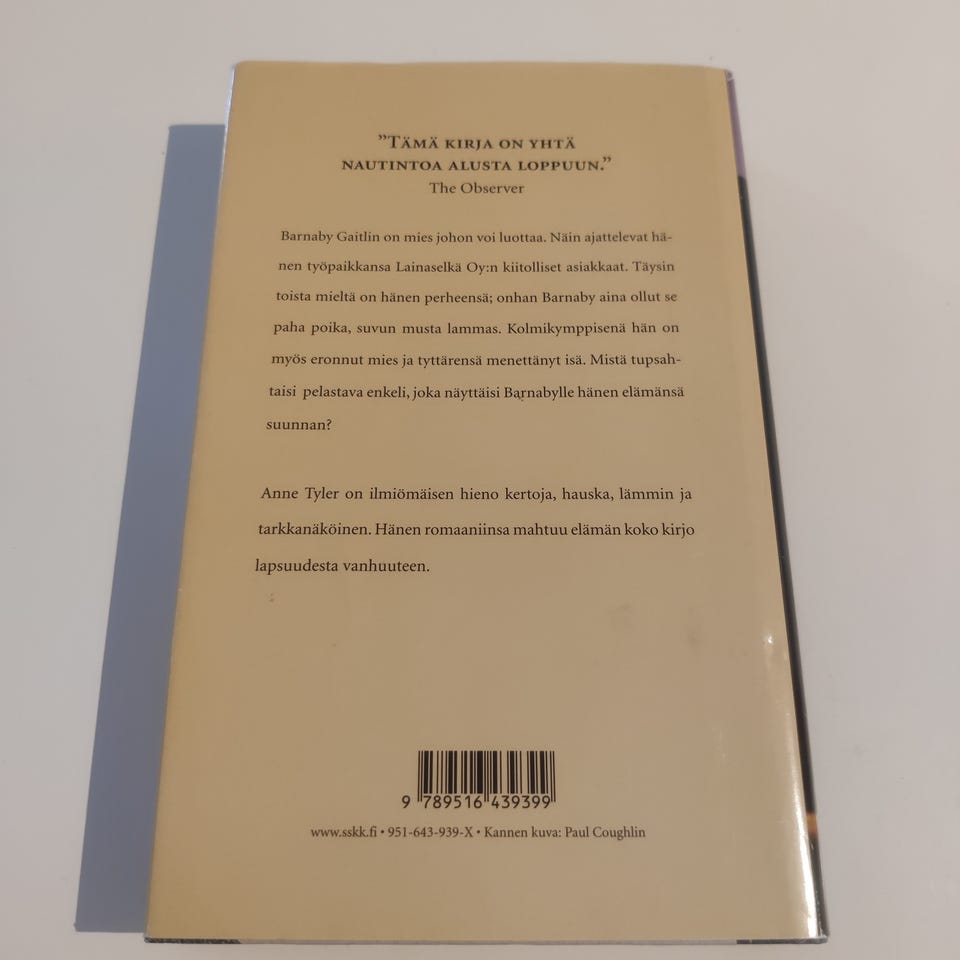 ”TÄMÄ KIRJA ON YHTÄ
NAUTINTOA ALUSTA LOPPUUN.”
The Observer
Barnaby Gaitlin on mies johon voi luottaa. Näin ajattelevat hä-
nen työpaikkansa Lainaselkä Oy:n kiitolliset asiakkaat. Täysin
toista mieltä on hänen perheensä; onhan Barnaby aina ollut se
paha poika, suvun musta lammas. Kolmikymppisenä hän on
myös eronnut mies ja tyttärensä menettänyt isä. Mistä tupsah-
taisi pelastava enkeli, joka näyttäisi Barnabylle hänen elämänsä
suunnan?
Anne Tyler on ilmiömäisen hieno kertoja, hauska, lämmin ja
tarkkanäköinen. Hänen romaaniinsa mahtuu elämän koko kirjo
lapsuudesta vanhuuteen.
9 789516 439399
www.sskk.fi • 951-643-939-X • Kannen kuva: Paul Coughlin